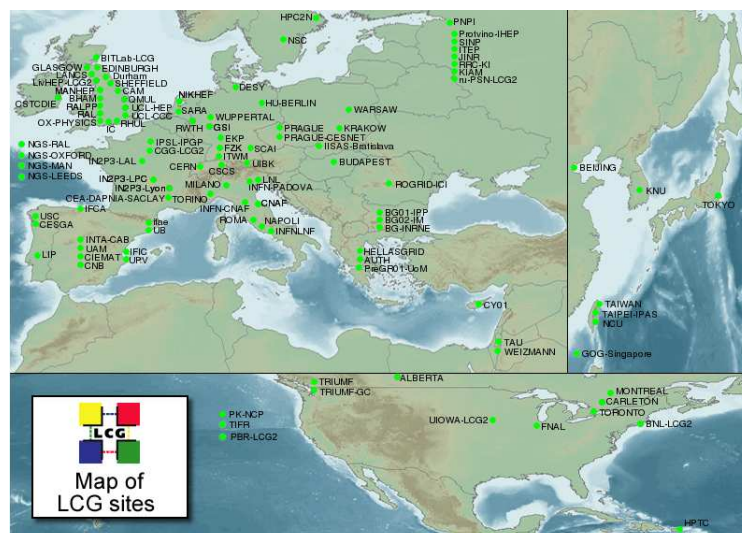 HPC2N
NSC
PNPI
Protvino-IHEP
SINP
ITEP
JINR
RRC-KI
KIAM
ru-PSN-LCG2
BITLab-LCG
GLASGOW
EDINBURGH
LANCS
Durham
LivHEP-LCG2
SHEFFIELD
MANHEP
CAM
CSTCDIE
BHAM
QMUL
RALPP
UCL-HEP
RAL
UCL-CCC
OX-PHYSICS
IC
RHUL
NIKHEF
SARA
RWTH
DESY
HU-BERLIN
WUPPERTAL
GSI
WARSAW
PRAGUE
KRAKOW
PRAGUE-CESNET
IISAS-Bratislava
NGS-RAL
NGS-OXFORD
NGS-MAN
NGS-LEEDS
IPSL-IPGP
CGG-LCG2
IN2P3-LAL
EKP
FZK
SCAI
ITWM
CERN
UIBK
CSCS
BUDAPEST
IN2P3-LPC
IN2P3-Lyon
MILANO
LNL
INFN-PADOVA
ROGRID-ICI
CEA-DAPNIA-SACLAY
TORINO
IFCA
INFN-CNAF
CNAF
USC
CESGA
ifae
UB
ROMA
NAPOLI
INFNLNF
BG01-IPP
BG02-IM
BG-INRNE
INTA-CAB
UAM
CIEMAT
CNB
IFIC
UPV
LIP
HELLASGRID
AUTH
PreGR01-UoM
CY01
TAU
WEIZMANN
BEIJING
KNU
TOKYO
TAIWAN
TAIPEI-IPAS
NCU
GOG-Singapore
TRIUMF
TRIUMF-GC
ALBERTA
MONTREAL
CARLETON
TORONTO
UIOWA-LCG2
FNAL
BNL-LCG2
PK-NCP
TIFR
PBR-LCG2
HPTC
LCG
Map of
LCG sites